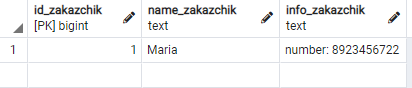 id_zakazchik name_zakazchik info_zakazchik
[PK] bigint text text
1 1 Maria number: 8923456722